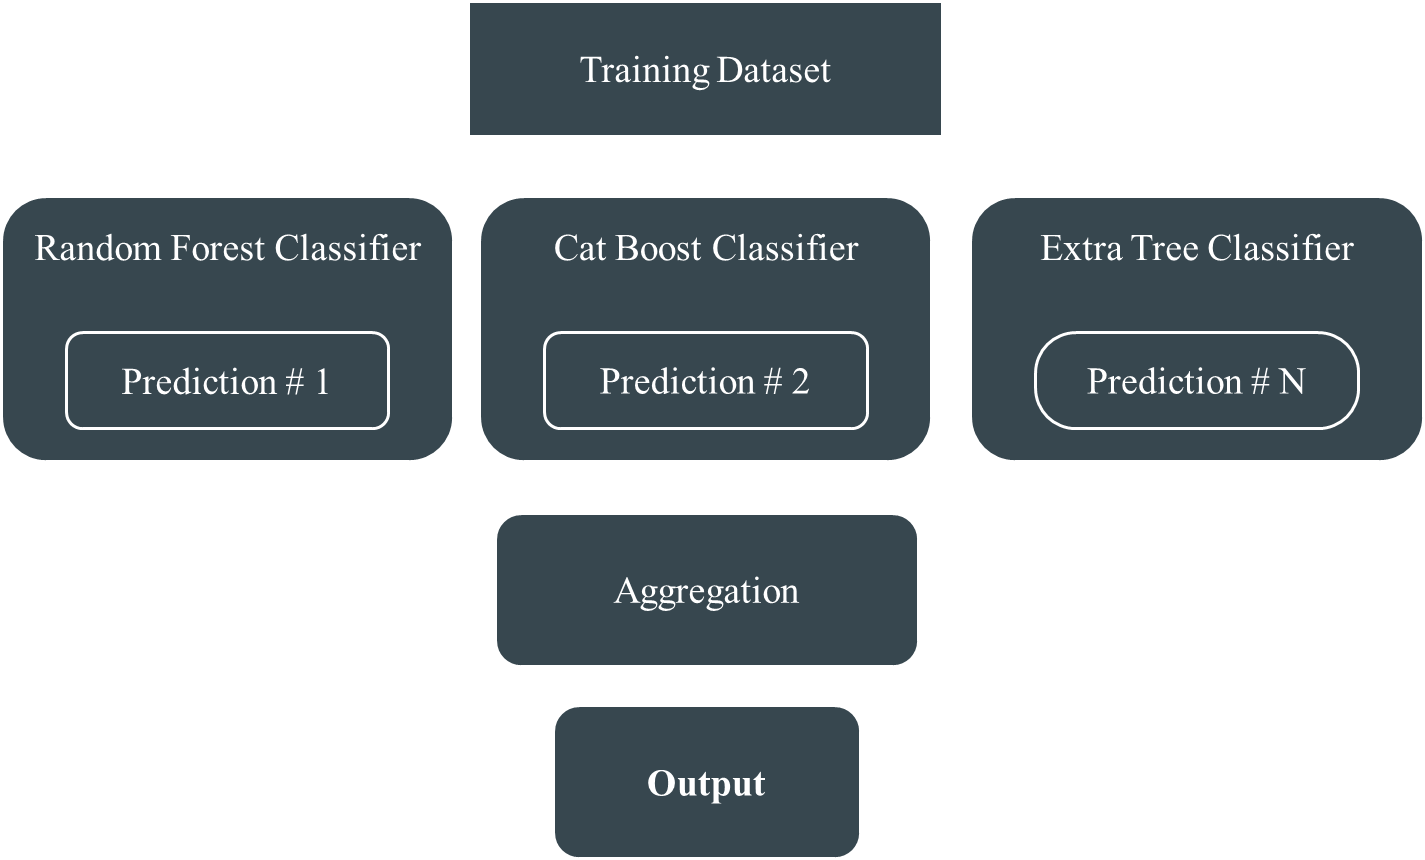 Training Dataset
Random Forest Classifier
Prediction # 1
Cat Boost Classifier
Prediction # 2
Extra Tree Classifier
Prediction # N
Aggregation
Output